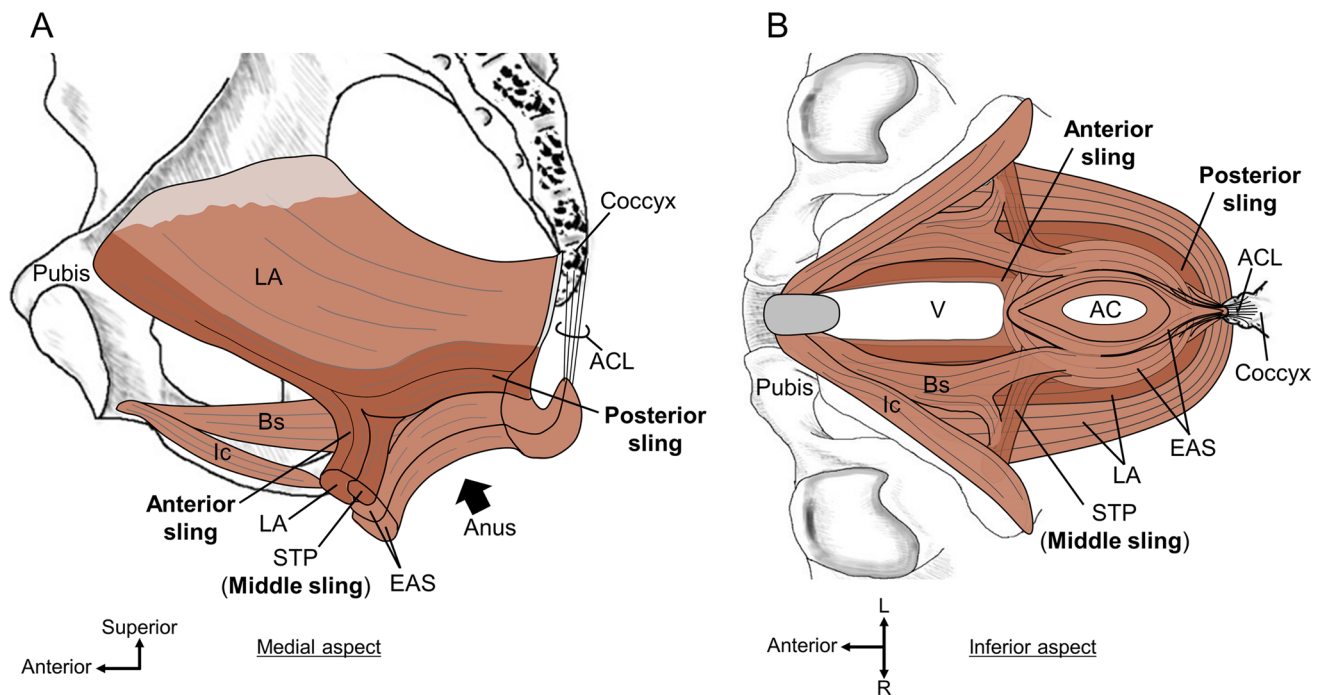 A
Coccyx
Pubis
LA
ACL
Bs
Posterior
sling
Ic
Anterior
sling
LA
Anus
STP
(Middle sling)
EAS
Superior
Anterior
Medial aspect
B
Anterior
sling
Posterior
sling
ACL
V
AC
Coccyx
Pubis
Bs
Ic
EAS
LA
STP
(Middle sling)
L
Anterior
R
Inferior aspect